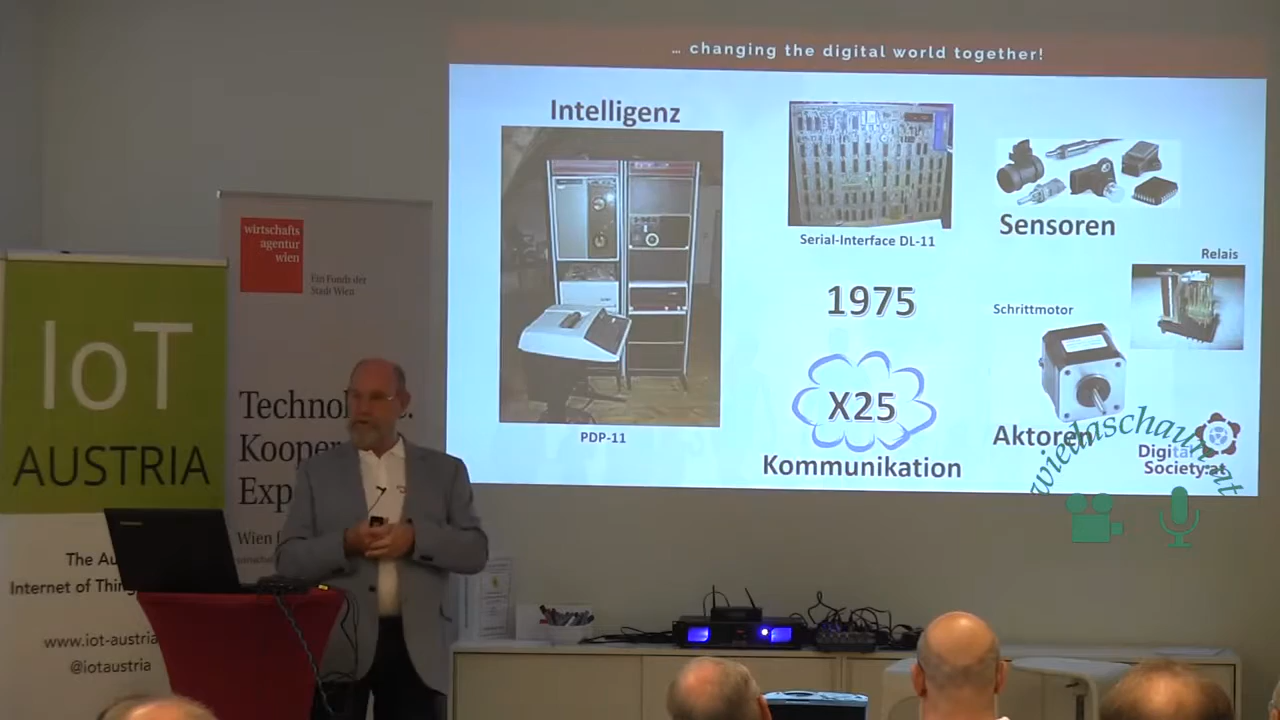 … changing the digital world together!
Intelligenz
PDP-11
Serial-Interface DL-11
1975
X25
Kommunikation
Sensoren
Relais
Schrittmotor
Aktoren
Digital
Society.at
wiedaschaun.at
wirtschafts
agentur
wien
Ein Fonds der
Stadt Wien
IoT
AUSTRIA
The Au
Internet of Thing
www.iot-austria
@iotaustria
Techno
Kooper
Exp
Wien